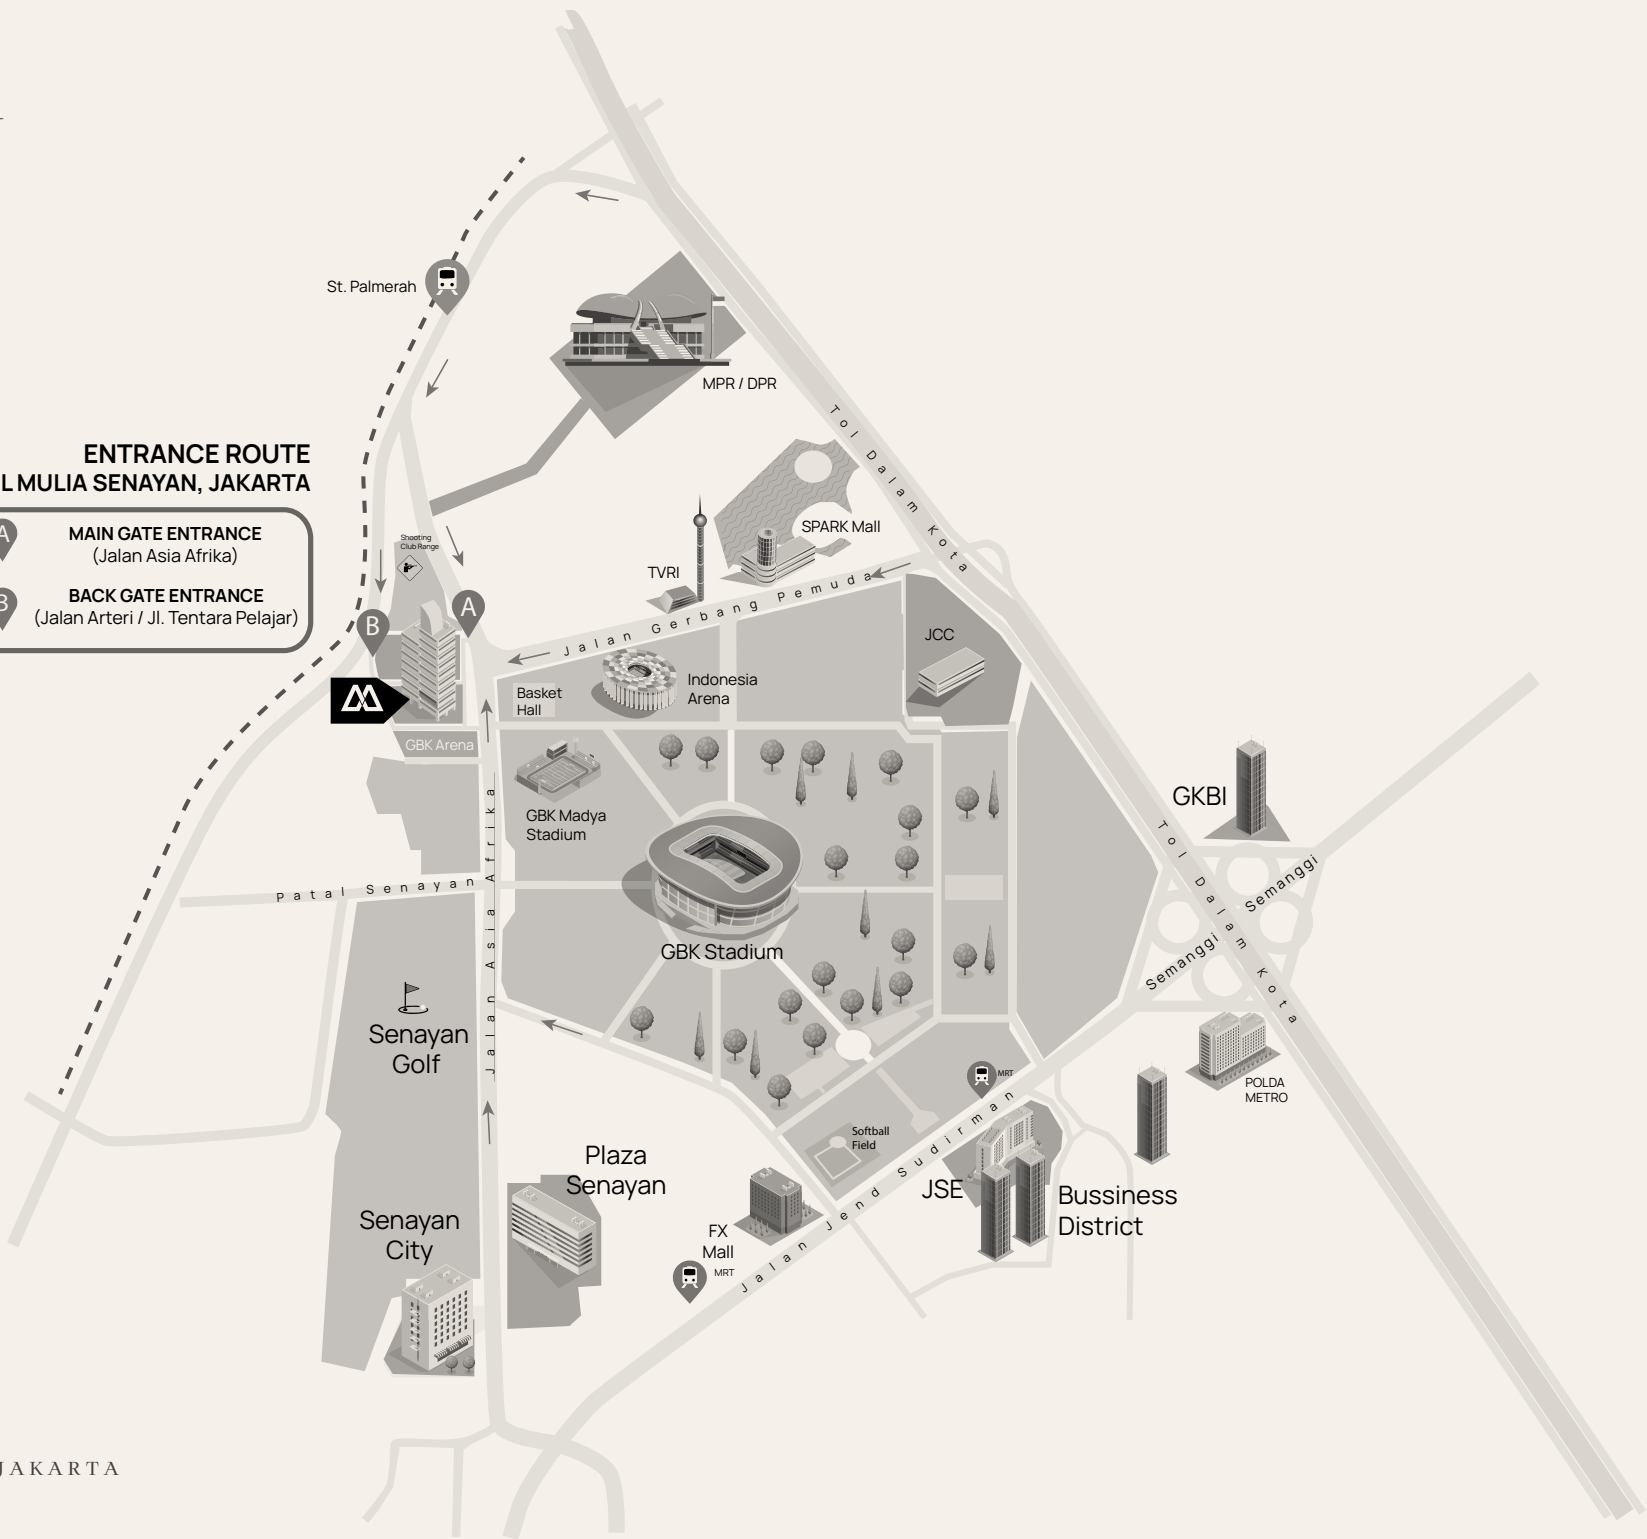 St. Palmerah
MPR / DPR
ENTRANCE ROUTE
L MULIA SENAYAN, JAKARTA
A
MAIN GATE ENTRANCE
(Jalan Asia Afrika)
B
BACK GATE ENTRANCE
(Jalan Arteri / Jl. Tentara Pelajar)
Tol Dalam Kota
SPARK Mall
Shooting
Club Range
TVRI
Jalan Gerbang Pemuda
A
B
JCC
Indonesia
Arena
Basket
Hall
GBK Arena
GBK Madya
Stadium
GKBI
Tol Dalam Kota
Semanggi
Semanggi
Patal Senayan
Jalan Asia Afrika
GBK Stadium
Senayan
Golf
MRT
POLDA
METRO
Softball
Field
Jalan Jend Sudirman
Plaza
Senayan
JSE
Bussiness
District
Senayan
City
FX
Mall
MRT
JAKARTA